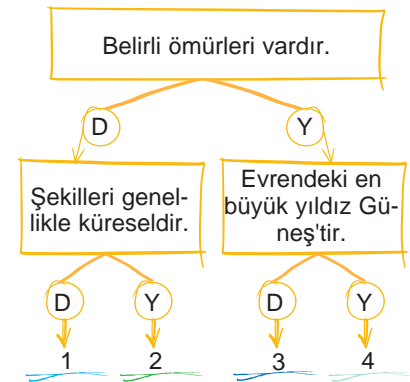 Belirli ömürleri vardır.
D Y
Şekilleri genel-
likle küreseldir.
Evrendeki en
büyük yıldız Gü-
neş'tir.
D Y D Y
1 2 3 4